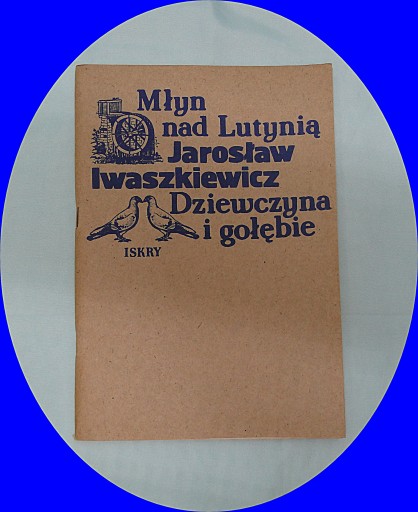 Młyn
nad Lutynią
Jarosław
Iwaszkiewicz
Dziewczyna
i gołębie
ISKRY